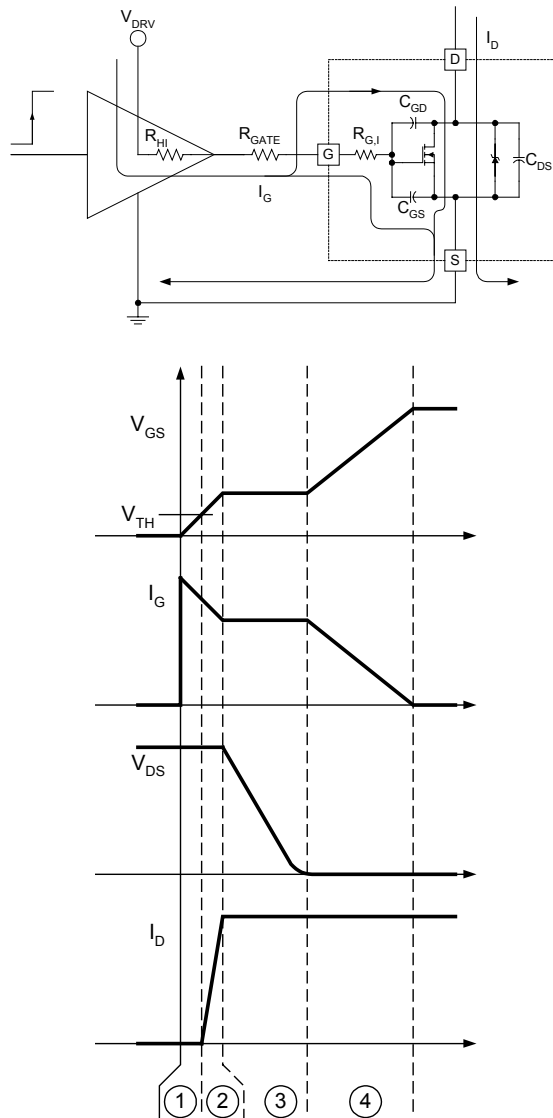 V_DRV
I_D
D
C_GD
R_HI
R_GATE
R_G,I
G
C_DS
I_G
C_GS
S
V_GS
V_TH
I_G
V_DS
I_D
1 2 3 4